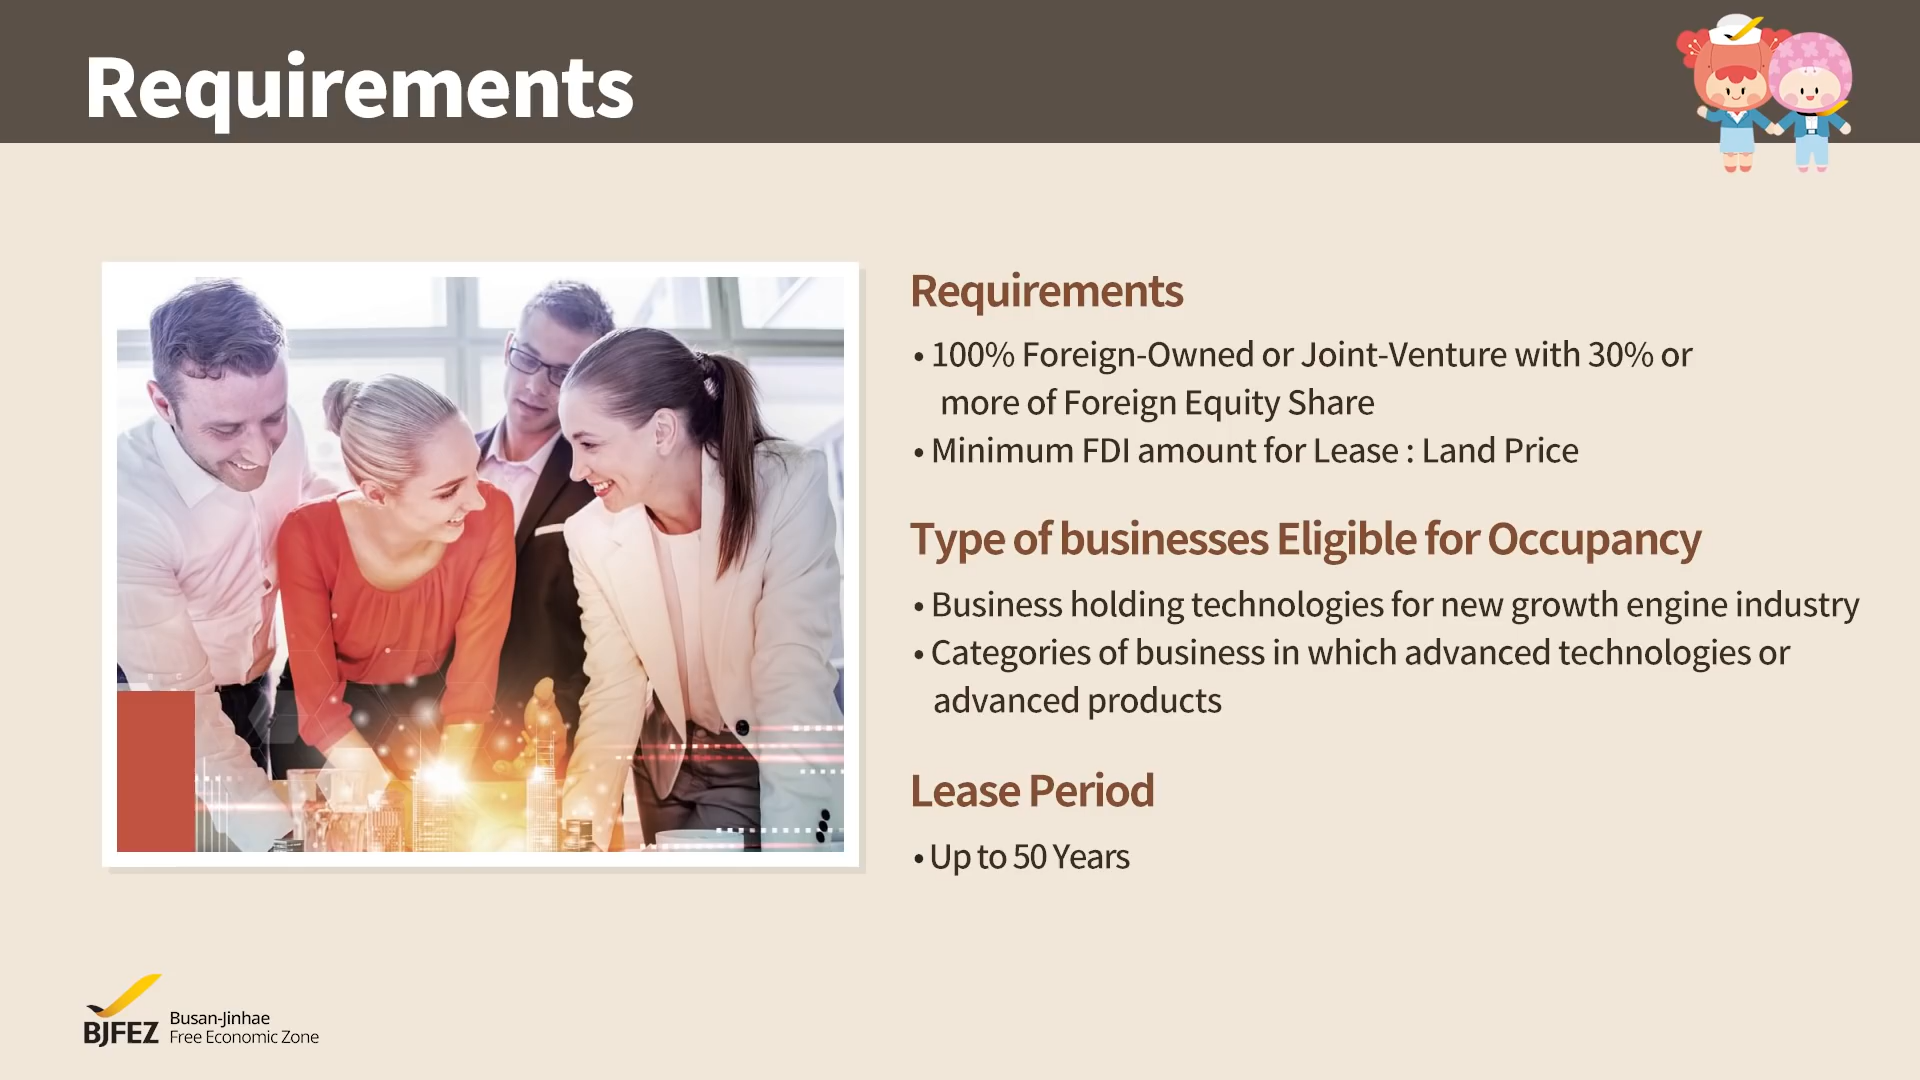 Requirements
Requirements
• 100% Foreign-Owned or Joint-Venture with 30% or
more of Foreign Equity Share
• Minimum FDI amount for Lease : Land Price
Type of businesses Eligible for Occupancy
• Business holding technologies for new growth engine industry
• Categories of business in which advanced technologies or
advanced products
Lease Period
• Up to 50 Years
BJFEZ
Busan-Jinhae
Free Economic Zone